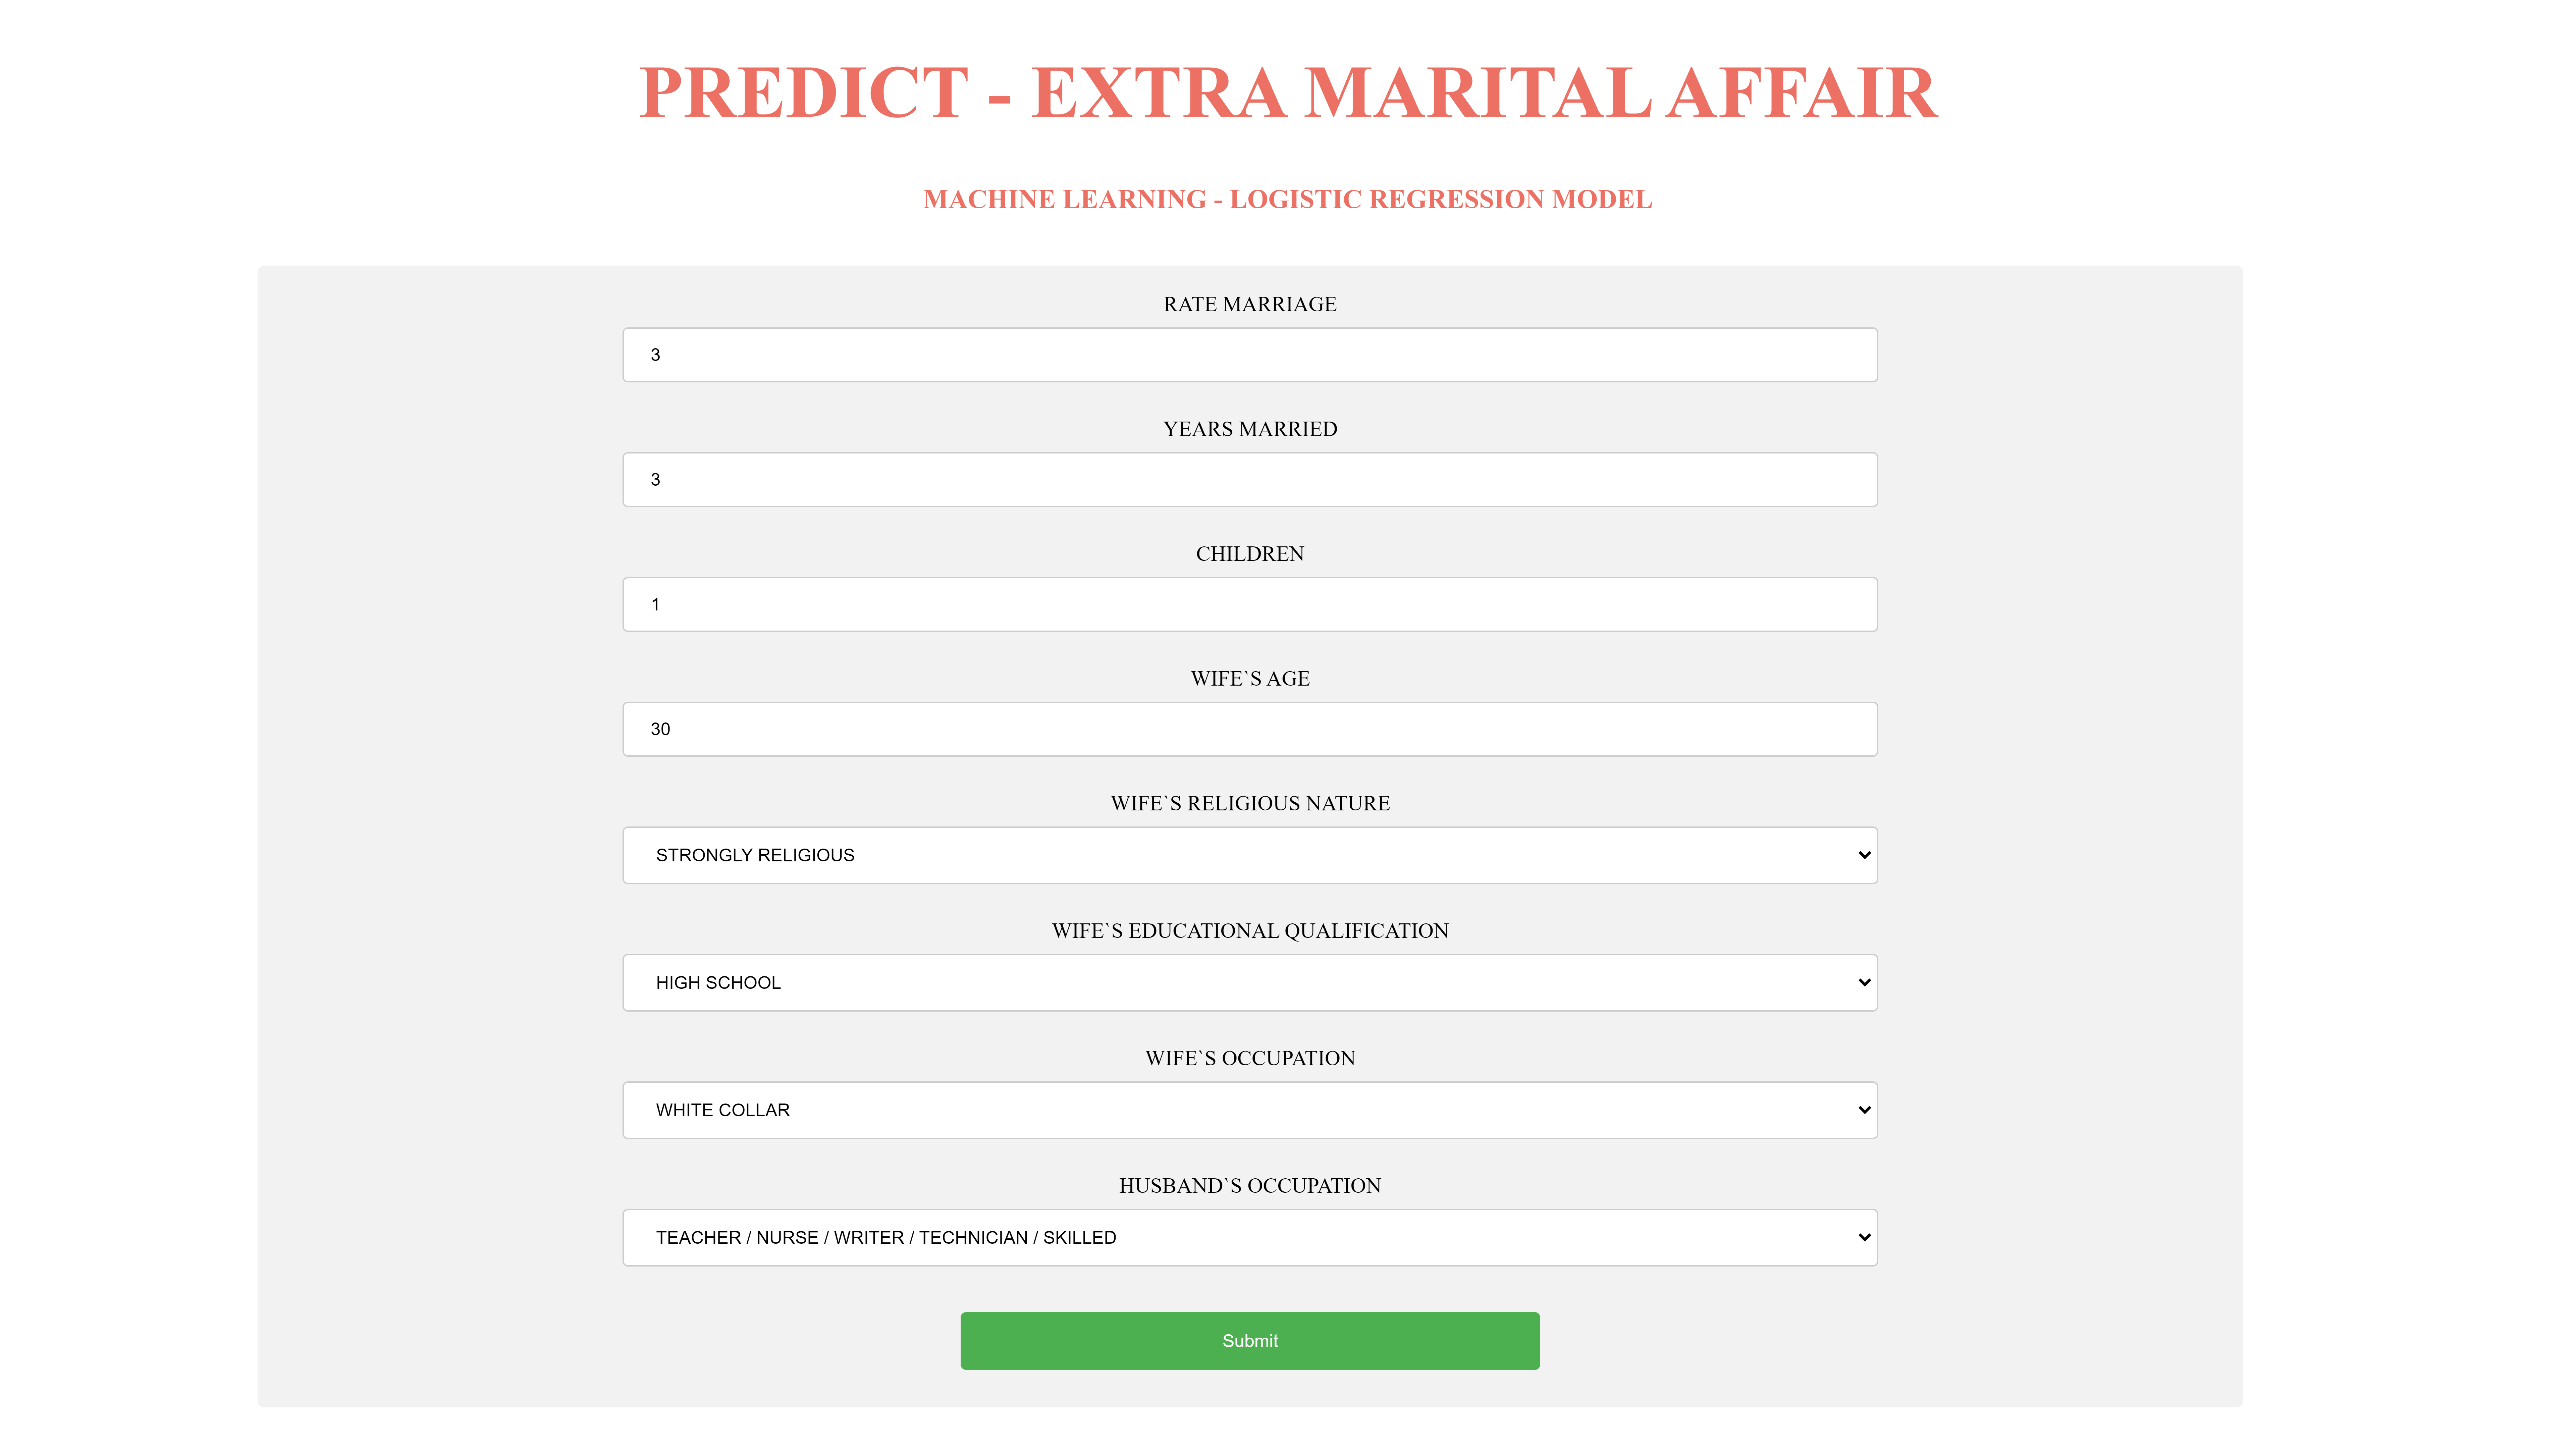 PREDICT - EXTRA MARITAL AFFAIR
MACHINE LEARNING - LOGISTIC REGRESSION MODEL
RATE MARRIAGE
3
YEARS MARRIED
3
CHILDREN
1
WIFE`S AGE
30
WIFE`S RELIGIOUS NATURE
STRONGLY RELIGIOUS
WIFE`S EDUCATIONAL QUALIFICATION
HIGH SCHOOL
WIFE`S OCCUPATION
WHITE COLLAR
HUSBAND`S OCCUPATION
TEACHER / NURSE / WRITER / TECHNICIAN / SKILLED
Submit